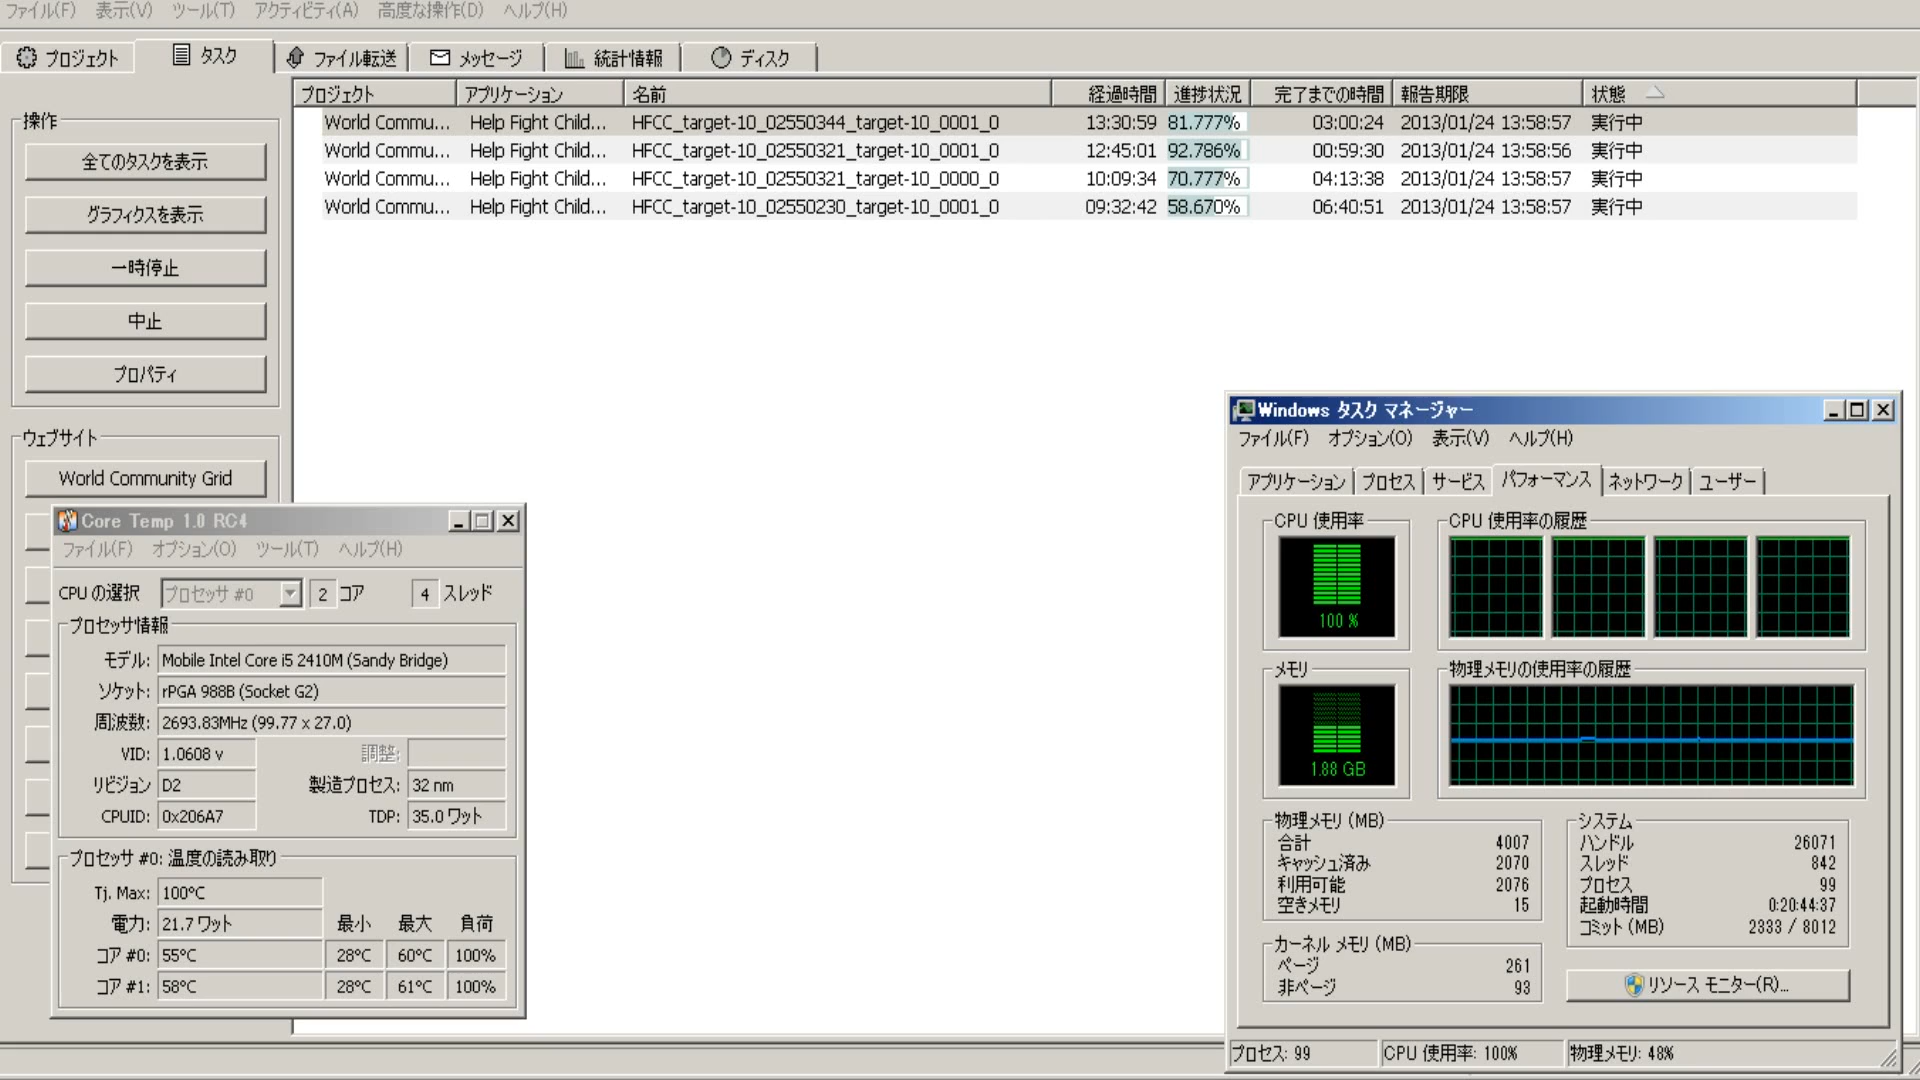 ファイル(F) 表示(V) ツール(T) アクティビティ(A) 高度な操作(D) ヘルプ(H)
プロジェクト タスク ファイル転送 メッセージ 統計情報 ディスク
プロジェクト アプリケーション 名前 経過時間 進捗状況 完了までの時間 報告期限 状態
World Commu... Help Fight Child... HFCC_target-10_02550344_target-10_0001_0 13:30:59 81.777% 03:00:24 2013/01/24 13:58:57 実行中
World Commu... Help Fight Child... HFCC_target-10_02550321_target-10_0001_0 12:45:01 92.786% 00:59:30 2013/01/24 13:58:56 実行中
World Commu... Help Fight Child... HFCC_target-10_02550321_target-10_0000_0 10:09:34 70.777% 04:13:38 2013/01/24 13:58:57 実行中
World Commu... Help Fight Child... HFCC_target-10_02550230_target-10_0001_0 09:32:42 58.670% 06:40:51 2013/01/24 13:58:57 実行中
操作
全てのタスクを表示
グラフィクスを表示
一時停止
中止
プロパティ
ウェブサイト
World Community Grid
Core Temp 1.0 RC4
ファイル(F) オプション(O) ツール(T) ヘルプ(H)
CPU の選択 プロセッサ #0 2 コア 4 スレッド
プロセッサ情報
モデル: Mobile Intel Core i5 2410M (Sandy Bridge)
ソケット: rPGA 988B (Socket G2)
周波数: 2693.83MHz (99.77 x 27.0)
VID: 1.0608 v 調整:
リビジョン D2 製造プロセス: 32 nm
CPUID: 0x206A7 TDP: 35.0 ワット
プロセッサ #0: 温度の読み取り
Tj. Max: 100°C
電力: 21.7 ワット 最小 最大 負荷
コア #0: 55°C 28°C 60°C 100%
コア #1: 58°C 28°C 61°C 100%
Windows タスク マネージャー
ファイル(F) オプション(O) 表示(V) ヘルプ(H)
アプリケーション プロセス サービス パフォーマンス ネットワーク ユーザー
CPU 使用率 CPU 使用率の履歴
100 %
メモリ 物理メモリの使用率の履歴
1.88 GB
物理メモリ (MB)
合計 4007
キャッシュ済み 2070
利用可能 2076
空きメモリ 15
カーネル メモリ (MB)
ページ 261
非ページ 93
システム
ハンドル 26071
スレッド 842
プロセス 99
起動時間 0:20:44:37
コミット (MB) 2333 / 8012
リソース モニター(R)...
プロセス: 99 CPU 使用率: 100% 物理メモリ: 48%